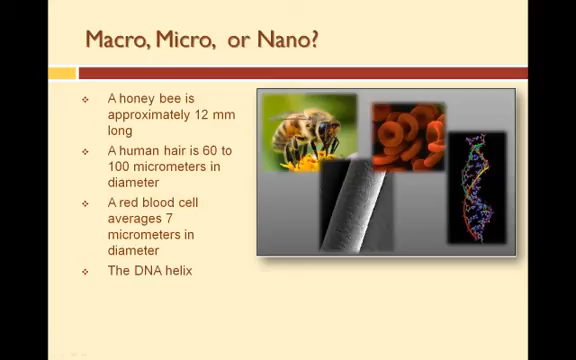 Macro, Micro, or Nano?
A honey bee is
approximately 12 mm
long
A human hair is 60 to
100 micrometers in
diameter
A red blood cell
averages 7
micrometers in
diameter
The DNA helix